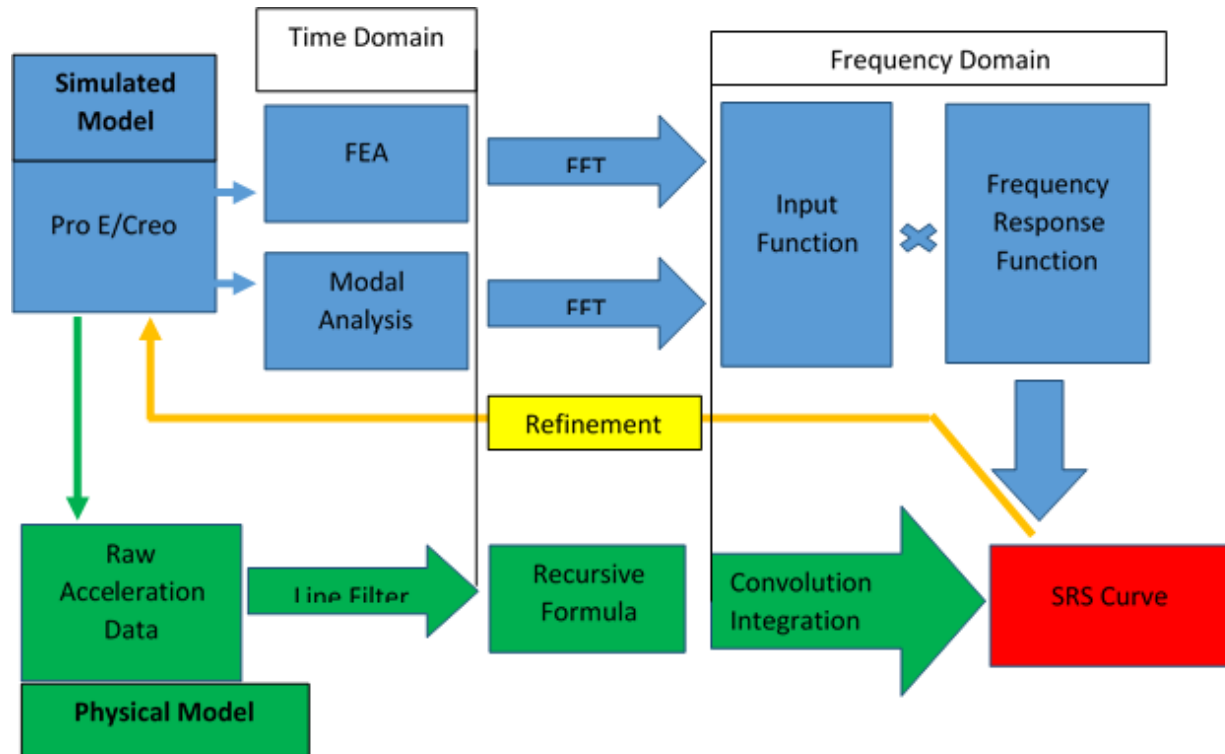 Time Domain
Frequency Domain
Simulated
Model
Pro E/Creo
FEA
FFT
Input
Function
Frequency
Response
Function
Modal
Analysis
FFT
Refinement
Raw
Acceleration
Data
Line Filter
Recursive
Formula
Convolution
Integration
SRS Curve
Physical Model